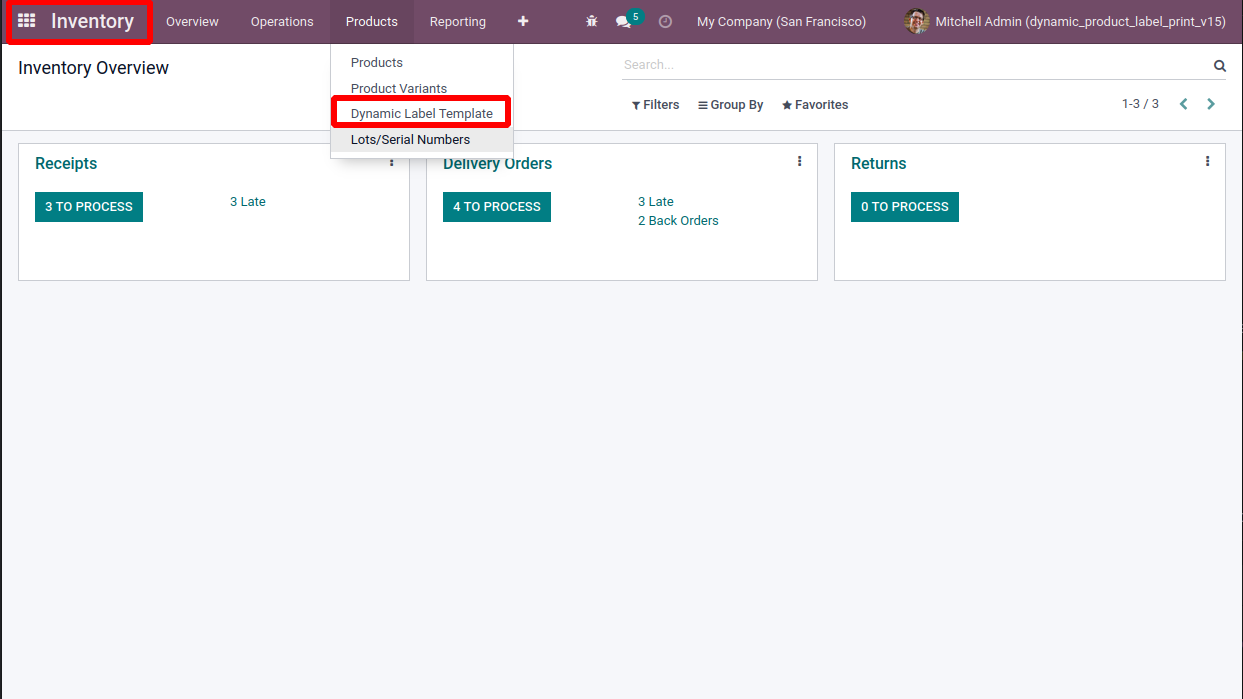 Inventory Overview Operations Products Reporting 5 My Company (San Francisco) Mitchell Admin (dynamic_product_label_print_v15)
Products
Product Variants
Dynamic Label Template
Lots/Serial Numbers
Inventory Overview
Search...
Filters Group By Favorites 1-3 / 3
Receipts
3 TO PROCESS 3 Late
Delivery Orders
4 TO PROCESS 3 Late
2 Back Orders
Returns
0 TO PROCESS